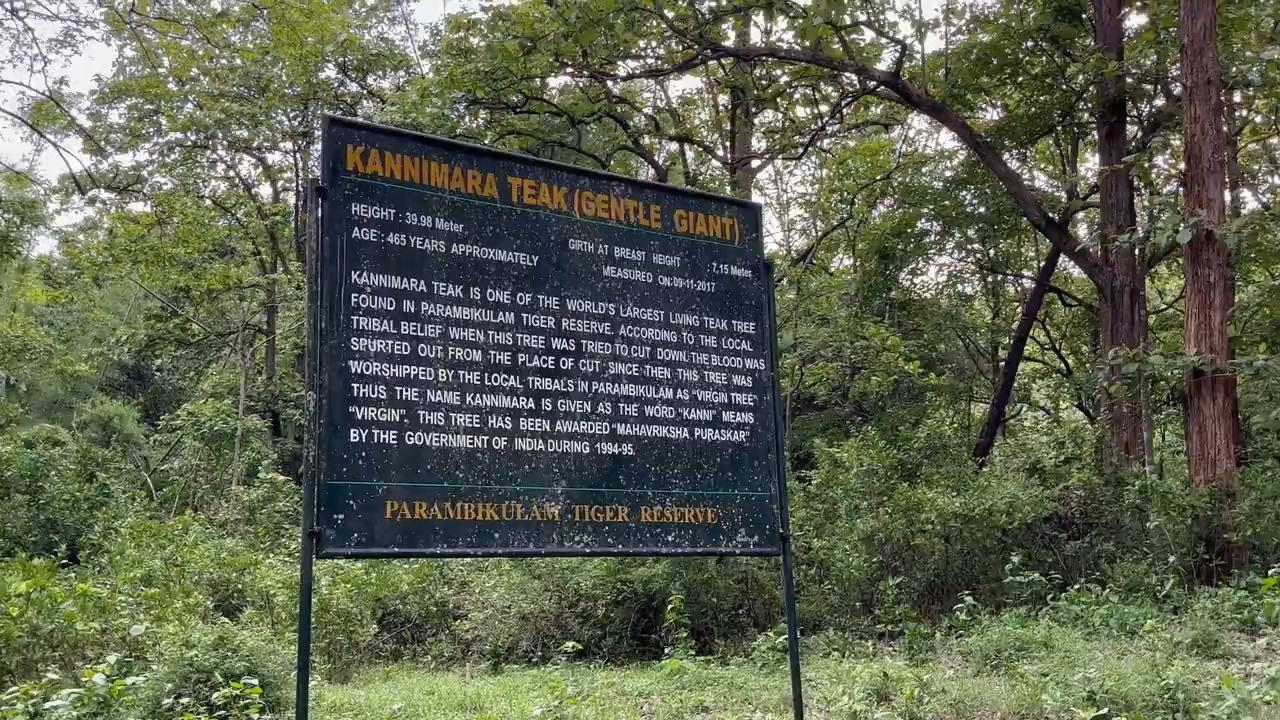 KANNIMARA TEAK (GENTLE GIANT)
HEIGHT : 39.98 Meter
GIRTH AT BREAST HEIGHT : 7.15 Meter
AGE : 465 YEARS APPROXIMATELY
MEASURED ON: 09-11-2017
KANNIMARA TEAK IS ONE OF THE WORLD'S LARGEST LIVING TEAK TREE
FOUND IN PARAMBIKULAM TIGER RESERVE. ACCORDING TO THE LOCAL
TRIBAL BELIEF WHEN THIS TREE WAS TRIED TO CUT DOWN. THE BLOOD WAS
SPURTED OUT FROM THE PLACE OF CUT SINCE THEN THIS TREE WAS
WORSHIPPED BY THE LOCAL TRIBALS IN PARAMBIKULAM AS "VIRGIN TREE"
THUS THE NAME KANNIMARA IS GIVEN AS THE WORD "KANNI" MEANS
"VIRGIN". THIS TREE HAS BEEN AWARDED "MAHAVRIKSHA PURASKAR"
BY THE GOVERNMENT OF INDIA DURING 1994-95.
PARAMBIKULAM TIGER RESERVE